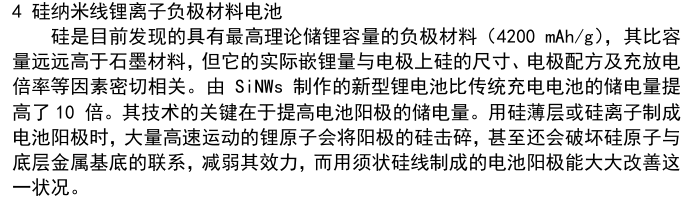 4 硅纳米线锂离子负极材料电池
硅是目前发现的具有最高理论储锂容量的负极材料（4200 mAh/g），其比容
量远远高于石墨材料，但它的实际嵌锂量与电极上硅的尺寸、电极配方及充放电
倍率等因素密切相关。由 SiNWs 制作的新型锂电池比传统充电电池的储电量提
高了10 倍。其技术的关键在于提高电池阳极的储电量。用硅薄层或硅离子制成
电池阳极时，大量高速运动的锂原子会将阳极的硅击碎，甚至还会破坏硅原子与
底层金属基底的联系，减弱其效力，而用须状硅线制成的电池阳极能大大改善这
一状况。